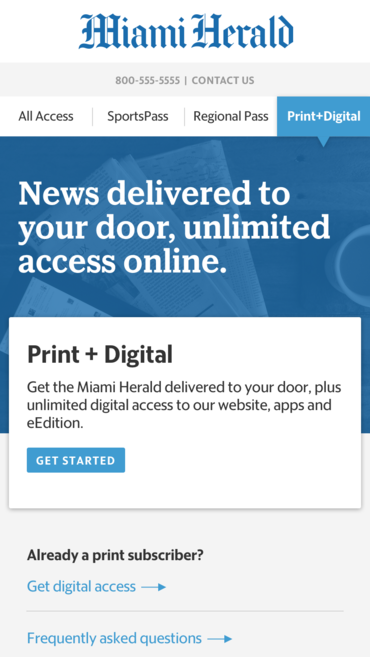 Miami Herald
800-555-5555 | CONTACT US
All Access
SportsPass
Regional Pass
Print+Digital
News delivered to
your door, unlimited
access online.
Print + Digital
Get the Miami Herald delivered to your door, plus
unlimited digital access to our website, apps and
eEdition.
GET STARTED
Already a print subscriber?
Get digital access
Frequently asked questions